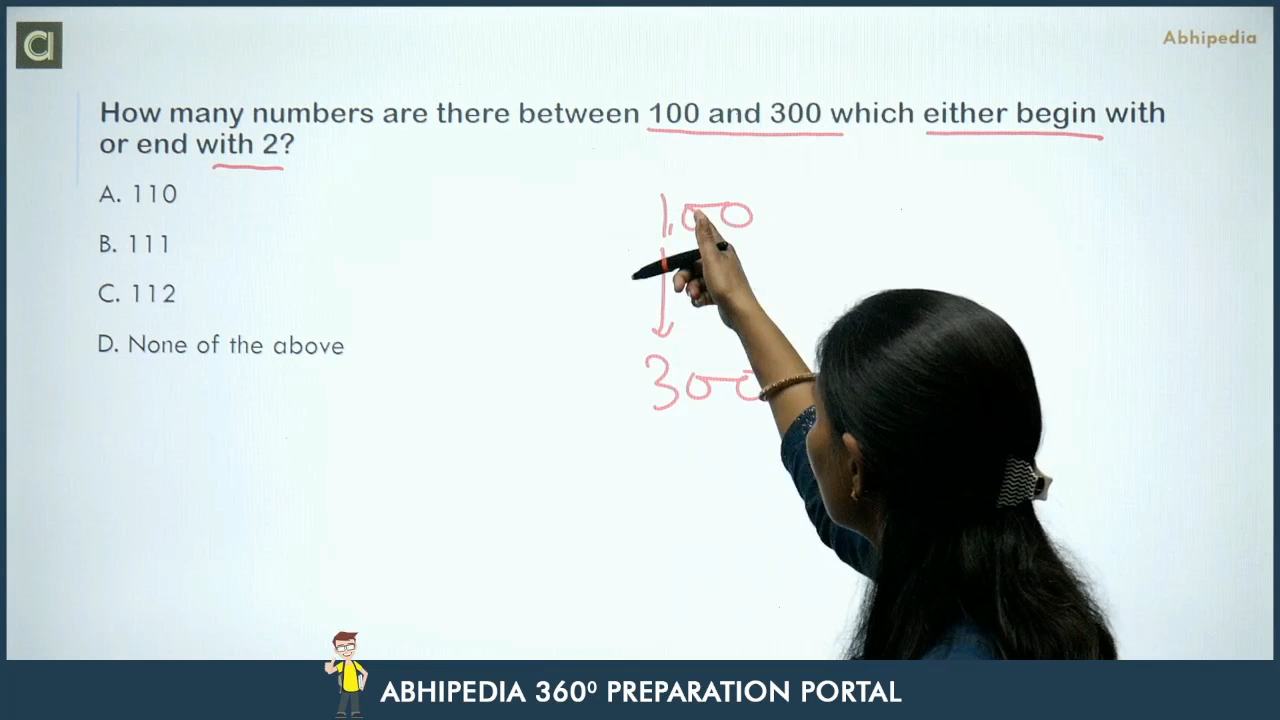 Abhipedia
How many numbers are there between 100 and 300 which either begin with
or end with 2?
A. 110
B. 111
C. 112
D. None of the above
100
300
ABHIPEDIA 360⁰ PREPARATION PORTAL